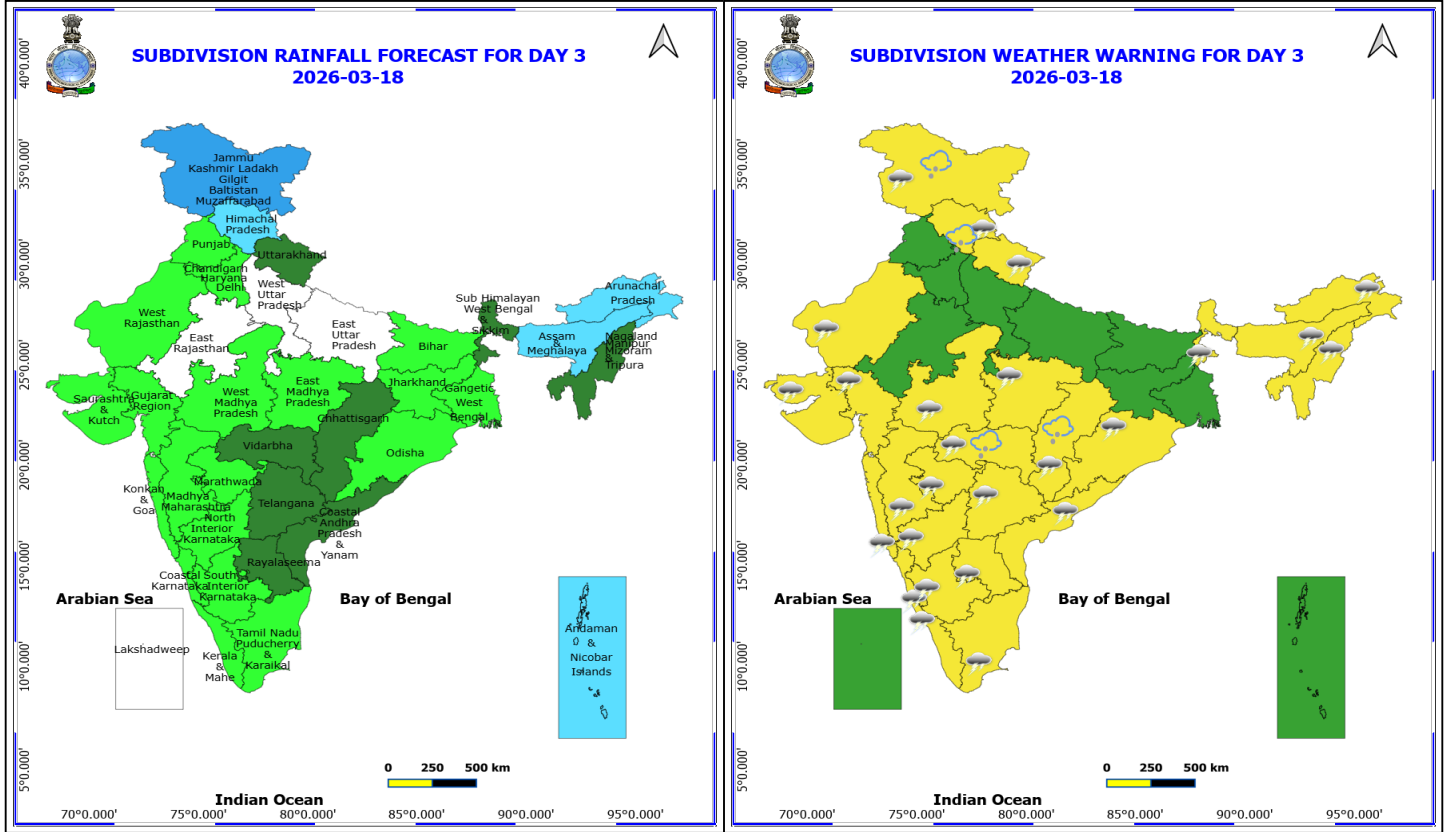 SUBDIVISION RAINFALL FORECAST FOR DAY 3
2026-03-18
40°0.000'
35°0.000'
30°0.000'
25°0.000'
20°0.000'
15°0.000'
10°0.000'
5°0.000'
Jammu
Kashmir Ladakh
Gilgit
Baltistan
Muzaffarabad
Himachal
Pradesh
Punjab
Uttarakhand
Chandigarh
Haryana
Delhi
West
Uttar
Pradesh
West
Rajasthan
East
Rajasthan
East
Uttar
Pradesh
Sub Himalayan
West Bengal
&
Sikkim
Arunachal
Pradesh
Assam
&
Meghalaya
Nagaland
Manipur
Mizoram
&
Tripura
Bihar
Jharkhand
Gangetic
West
Bengal
Saurashtra
&
Kutch
Gujarat
Region
West
Madhya
Pradesh
East
Madhya
Pradesh
Chhattisgarh
Vidarbha
Odisha
Konkan
&
Goa
Marathwada
Madhya
Maharashtra
Telangana
North
Interior
Karnataka
Coastal
Andhra
Pradesh
&
Yanam
Rayalaseema
Coastal
Karnataka
South
Interior
Karnataka
Arabian Sea
Bay of Bengal
Lakshadweep
Kerala
&
Mahe
Tamil Nadu
Puducherry
&
Karaikal
Andaman
&
Nicobar
Islands
0 250 500 km
Indian Ocean
70°0.000' 75°0.000' 80°0.000' 85°0.000' 90°0.000' 95°0.000'
SUBDIVISION WEATHER WARNING FOR DAY 3
2026-03-18
40°0.000'
35°0.000'
30°0.000'
25°0.000'
20°0.000'
15°0.000'
10°0.000'
5°0.000'
Arabian Sea
Bay of Bengal
0 250 500 km
Indian Ocean
70°0.000' 75°0.000' 80°0.000' 85°0.000' 90°0.000' 95°0.000'